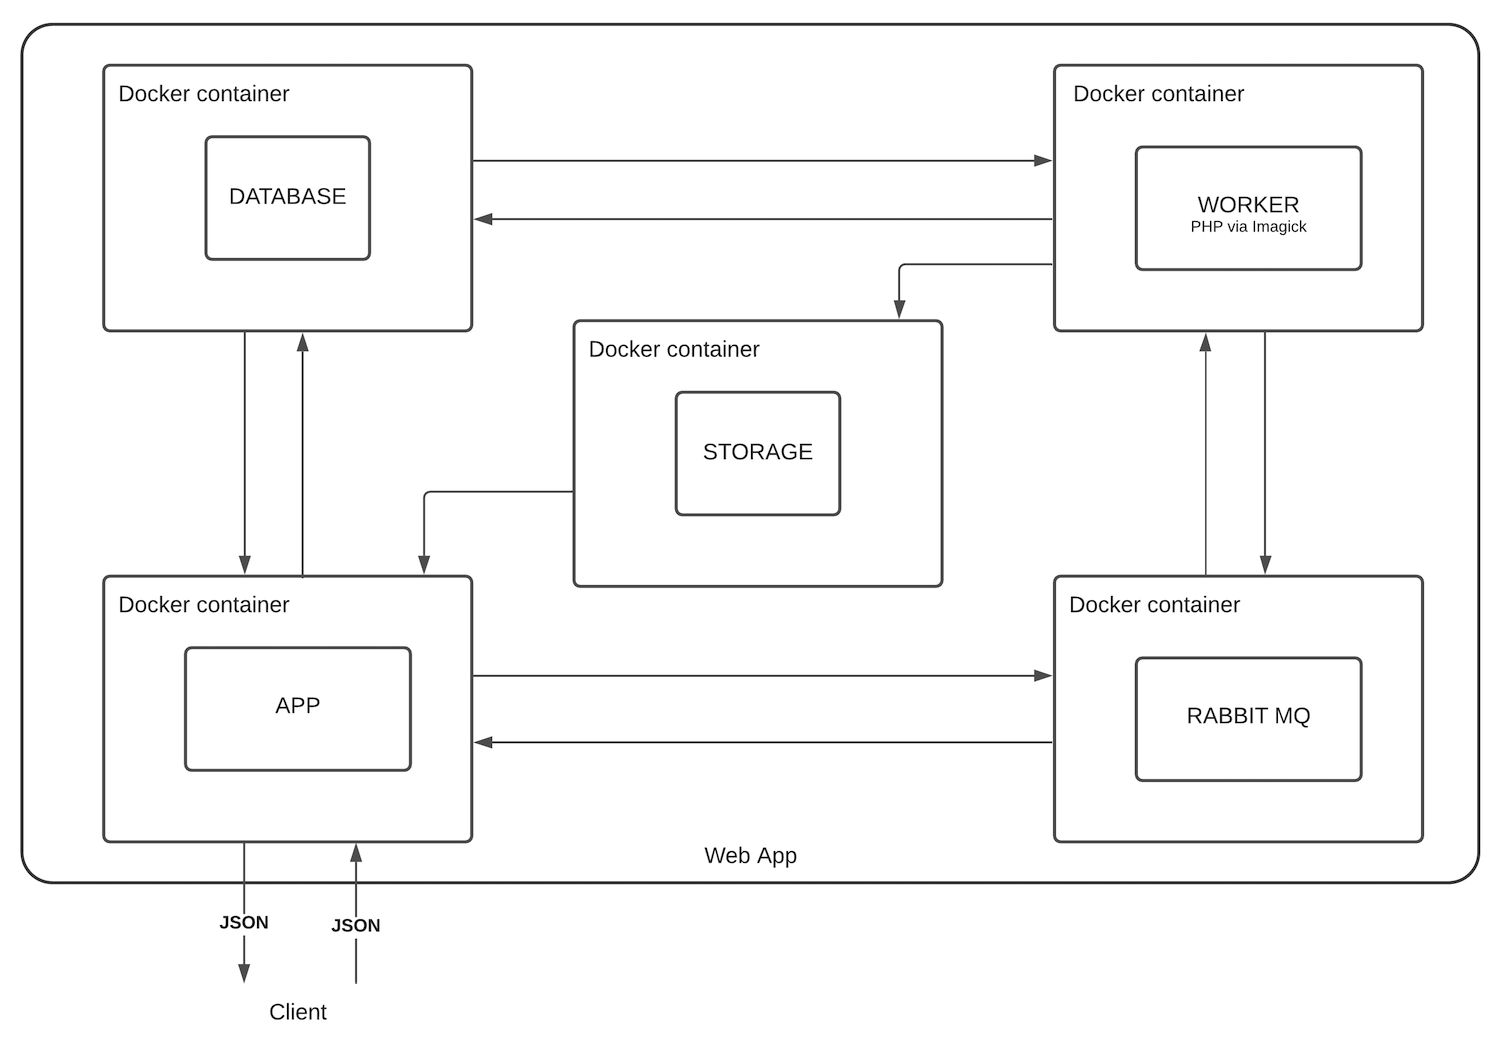 Docker container
DATABASE
Docker container
WORKER
PHP via Imagick
Docker container
STORAGE
Docker container
APP
Docker container
RABBIT MQ
Web App
JSON
JSON
Client